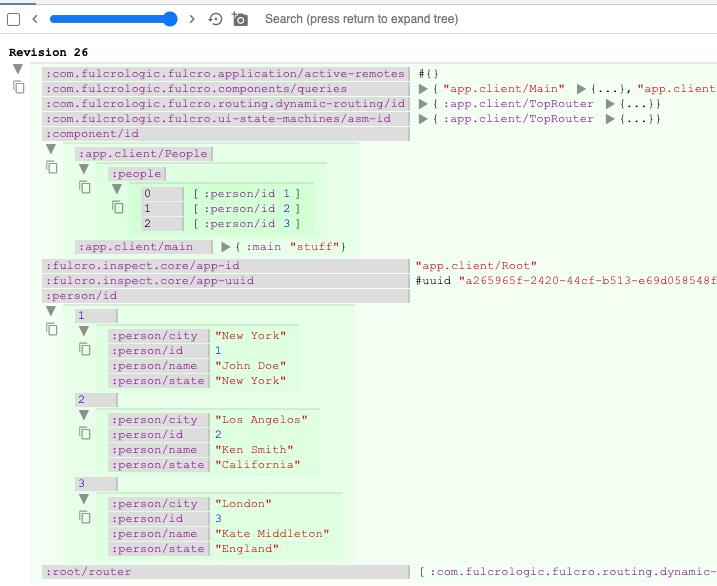 Search (press return to expand tree)
Revision 26
:com.fulcrologic.fulcro.application/active-remotes #{}
:com.fulcrologic.fulcro.components/queries { "app.client/Main" {...}, "app.client
:com.fulcrologic.fulcro.routing.dynamic-routing/id { :app.client/TopRouter {...}}
:com.fulcrologic.fulcro.ui-state-machines/asm-id { :app.client/TopRouter {...}}
:component/id
:app.client/People
:people
0 [ :person/id 1 ]
1 [ :person/id 2 ]
2 [ :person/id 3 ]
:app.client/main { :main "stuff"}
:fulcro.inspect.core/app-id "app.client/Root"
:fulcro.inspect.core/app-uuid #uuid "a265965f-2420-44cf-b513-e69d058548f
:person/id
1
:person/city "New York"
:person/id 1
:person/name "John Doe"
:person/state "New York"
2
:person/city "Los Angelos"
:person/id 2
:person/name "Ken Smith"
:person/state "California"
3
:person/city "London"
:person/id 3
:person/name "Kate Middleton"
:person/state "England"
:root/router [ :com.fulcrologic.fulcro.routing.dynamic-